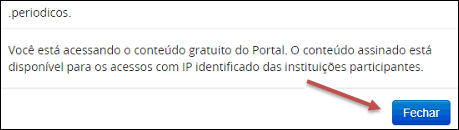 .periodicos.
Você está acessando o conteúdo gratuito do Portal. O conteúdo assinado está
disponível para os acessos com IP identificado das instituições participantes.
Fechar